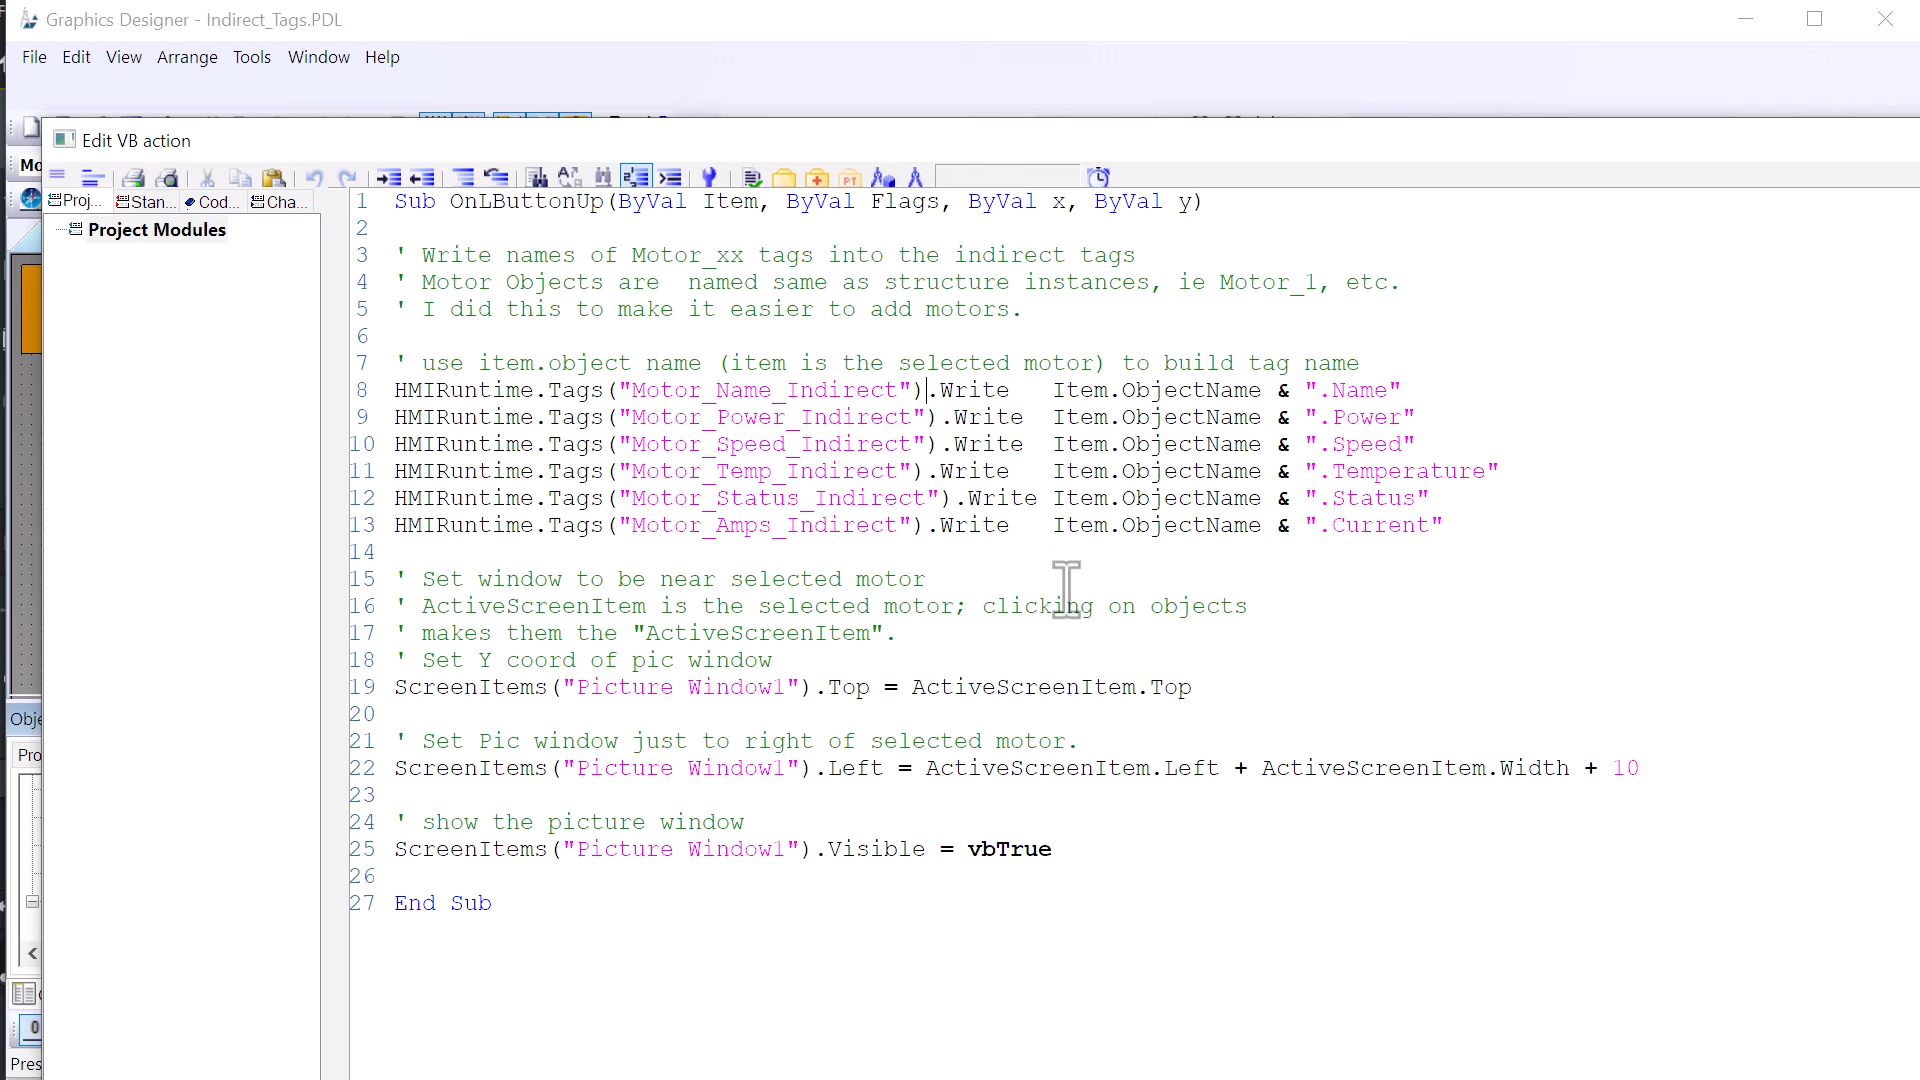 Graphics Designer - Indirect_Tags.PDL
File Edit View Arrange Tools Window Help
Edit VB action
Mo
Proj... Stan... Cod... Cha...
Project Modules
1 Sub OnLButtonUp(ByVal Item, ByVal Flags, ByVal x, ByVal y)
2
3 ' Write names of Motor_xx tags into the indirect tags
4 ' Motor Objects are  named same as structure instances, ie Motor_1, etc.
5 ' I did this to make it easier to add motors.
6
7 ' use item.object name (item is the selected motor) to build tag name
8 HMIRuntime.Tags("Motor_Name_Indirect").Write   Item.ObjectName & ".Name"
9 HMIRuntime.Tags("Motor_Power_Indirect").Write  Item.ObjectName & ".Power"
10 HMIRuntime.Tags("Motor_Speed_Indirect").Write  Item.ObjectName & ".Speed"
11 HMIRuntime.Tags("Motor_Temp_Indirect").Write   Item.ObjectName & ".Temperature"
12 HMIRuntime.Tags("Motor_Status_Indirect").Write Item.ObjectName & ".Status"
13 HMIRuntime.Tags("Motor_Amps_Indirect").Write   Item.ObjectName & ".Current"
14
15 ' Set window to be near selected motor
16 ' ActiveScreenItem is the selected motor; clicking on objects
17 ' makes them the "ActiveScreenItem".
18 ' Set Y coord of pic window
19 ScreenItems("Picture Window1").Top = ActiveScreenItem.Top
20
21 ' Set Pic window just to right of selected motor.
22 ScreenItems("Picture Window1").Left = ActiveScreenItem.Left + ActiveScreenItem.Width + 10
23
24 ' show the picture window
25 ScreenItems("Picture Window1").Visible = vbTrue
26
27 End Sub
Obje
Pro
0
Pres